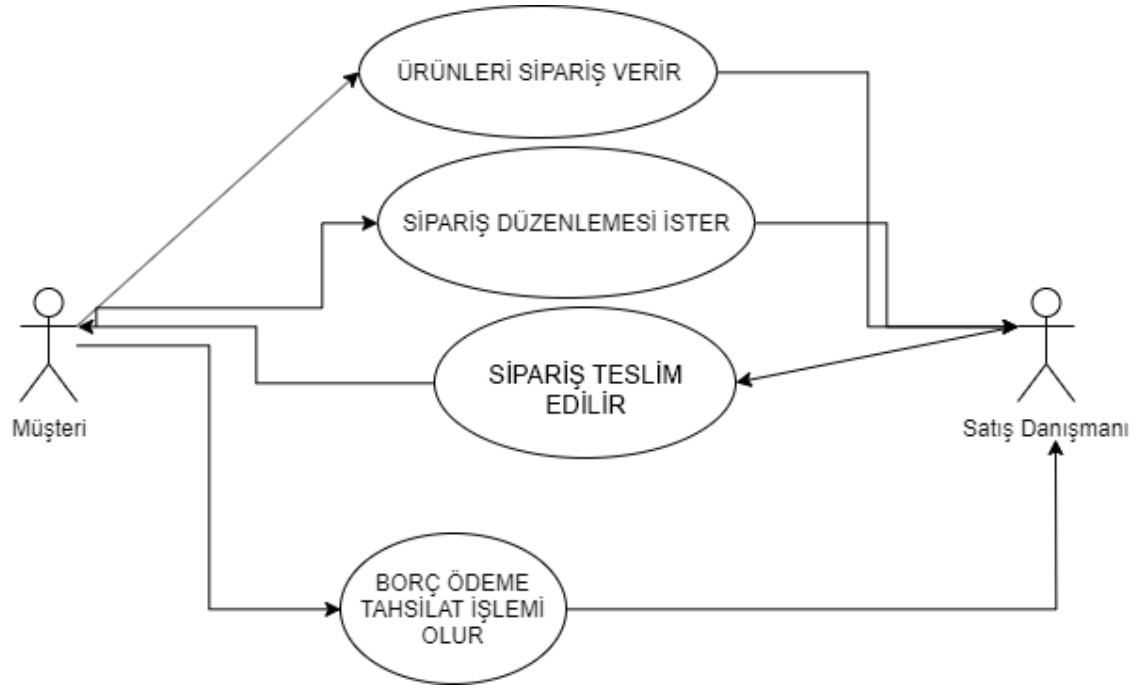 ÜRÜNLERİ SİPARİŞ VERİR
SİPARİŞ DÜZENLEMESİ İSTER
SİPARİŞ TESLİM
EDİLİR
Müşteri
Satış Danışmanı
BORÇ ÖDEME
TAHSİLAT İŞLEMİ
OLUR